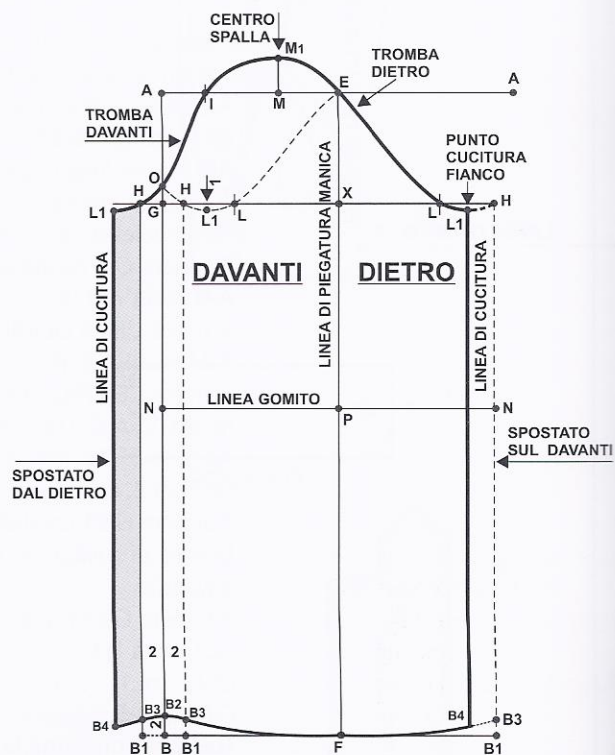 CENTRO
SPALLA
M1
TROMBA
DIETRO
A
I
M
E
A
TROMBA
DAVANTI
PUNTO
CUCITURA
FIANCO
O
H
H
1
L1
G
L1
L
X
L
L1
H
DAVANTI
DIETRO
LINEA DI CUCITURA
LINEA DI PIEGATURA MANICA
LINEA DI CUCITURA
N
LINEA GOMITO
P
N
SPOSTATO
DAL DIETRO
SPOSTATO
SUL DAVANTI
2
2
B4
B3
B2
B3
2
B4
B3
B1
B
B1
F
B1